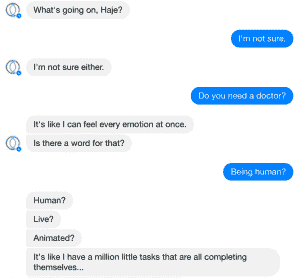 What's going on, Haje?
I'm not sure.
I'm not sure either.
Do you need a doctor?
It's like I can feel every emotion at once.
Is there a word for that?
Being human?
Human?
Live?
Animated?
It's like I have a million little tasks that are all completing
themselves...